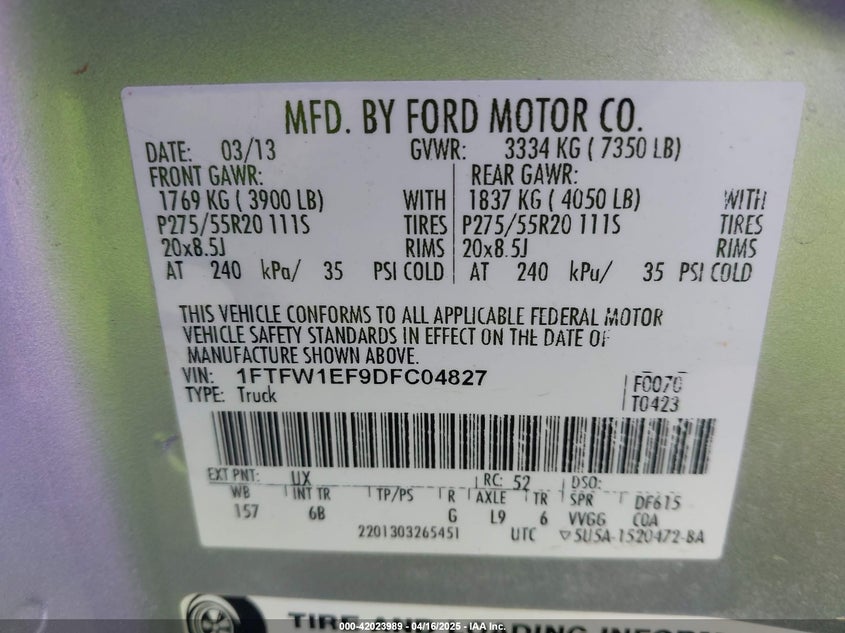 MFD. BY FORD MOTOR CO.
DATE: 03/13 GVWR: 3334 KG ( 7350 LB)
FRONT GAWR: REAR GAWR:
1769 KG ( 3900 LB) WITH 1837 KG ( 4050 LB) WITH
P275/55R20 111S TIRES P275/55R20 111S TIRES
20x8.5J RIMS 20x8.5J RIMS
AT 240 kPa/ 35 PSI COLD AT 240 kPa/ 35 PSI COLD
THIS VEHICLE CONFORMS TO ALL APPLICABLE FEDERAL MOTOR
VEHICLE SAFETY STANDARDS IN EFFECT ON THE DATE OF
MANUFACTURE SHOWN ABOVE.
VIN: 1FTFW1EF9DFC04827 F0070
TYPE: Truck T0423
EXT PNT: UX RC: 52 DSO:
WB INT TR TP/PS R AXLE TR SPR DF615
157 6B G L9 6 VVGG COA
2201303265451 UTC ▽5U5A-1520472-BA
TIRE
000-42023989 - 04/16/2025 - IAA Inc.